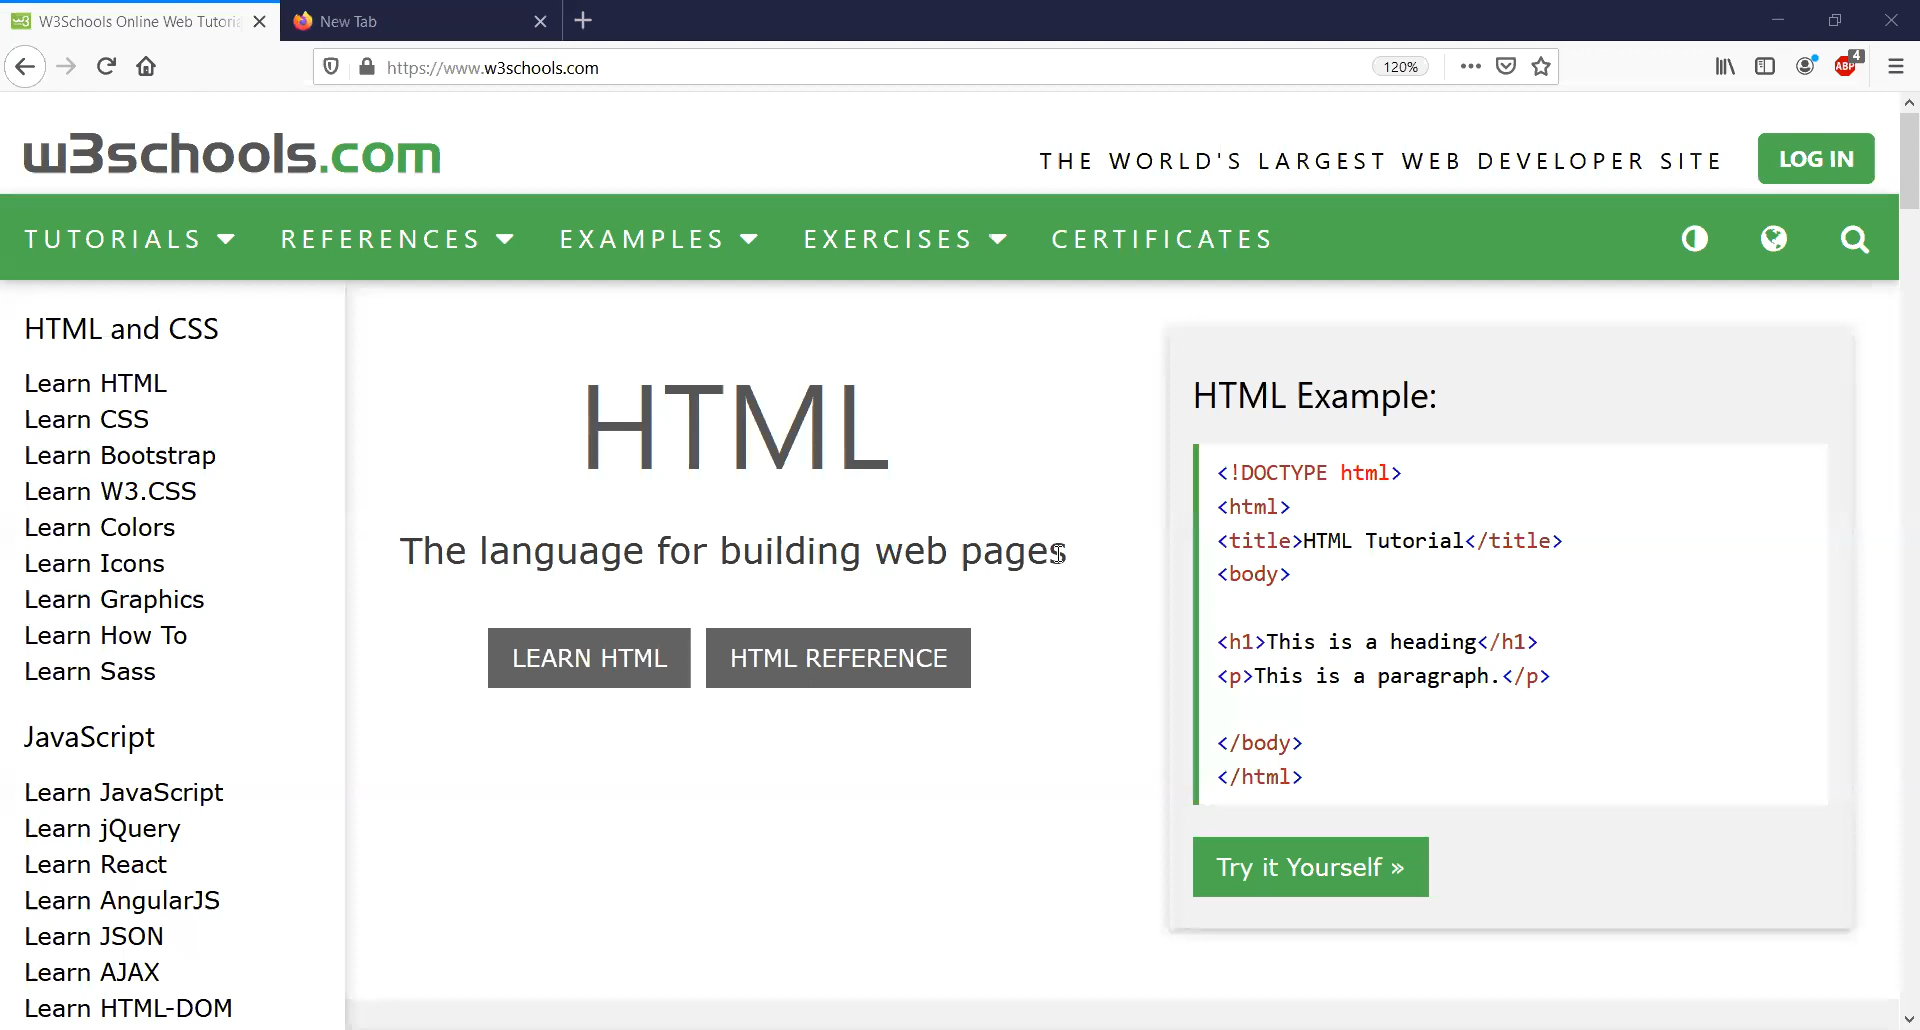 W3Schools Online Web Tutoria
New Tab
https://www.w3schools.com
120%
ABP
4
w3schools.com
THE WORLD'S LARGEST WEB DEVELOPER SITE
LOG IN
TUTORIALS
REFERENCES
EXAMPLES
EXERCISES
CERTIFICATES
HTML and CSS
Learn HTML
Learn CSS
Learn Bootstrap
Learn W3.CSS
Learn Colors
Learn Icons
Learn Graphics
Learn How To
Learn Sass
JavaScript
Learn JavaScript
Learn jQuery
Learn React
Learn AngularJS
Learn JSON
Learn AJAX
Learn HTML-DOM
HTML
The language for building web pages
LEARN HTML
HTML REFERENCE
HTML Example:
<!DOCTYPE html>
<html>
<title>HTML Tutorial</title>
<body>
<h1>This is a heading</h1>
<p>This is a paragraph.</p>
</body>
</html>
Try it Yourself »